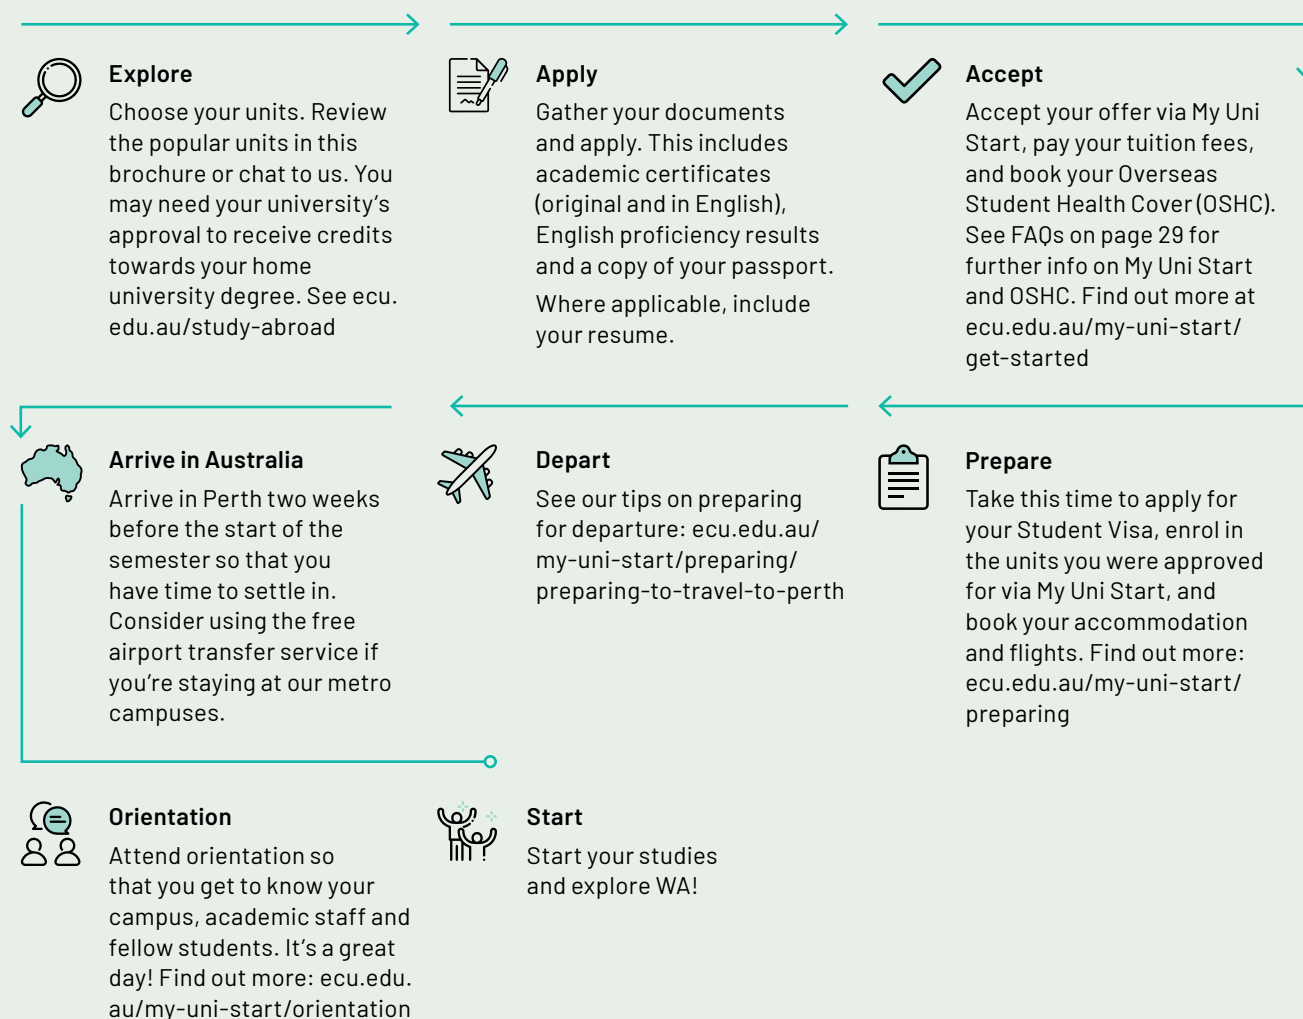 Explore
Choose your units. Review
the popular units in this
brochure or chat to us. You
may need your university's
approval to receive credits
towards your home
university degree. See ecu.
edu.au/study-abroad
Apply
Gather your documents
and apply. This includes
academic certificates
(original and in English),
English proficiency results
and a copy of your passport.
Where applicable, include
your resume.
Accept
Accept your offer via My Uni
Start, pay your tuition fees,
and book your Overseas
Student Health Cover (OSHC).
See FAQs on page 29 for
further info on My Uni Start
and OSHC. Find out more at
ecu.edu.au/my-uni-start/
get-started
Prepare
Take this time to apply for
your Student Visa, enrol in
the units you were approved
for via My Uni Start, and
book your accommodation
and flights. Find out more:
ecu.edu.au/my-uni-start/
preparing
Depart
See our tips on preparing
for departure: ecu.edu.au/
my-uni-start/preparing/
preparing-to-travel-to-perth
Arrive in Australia
Arrive in Perth two weeks
before the start of the
semester so that you
have time to settle in.
Consider using the free
airport transfer service if
you're staying at our metro
campuses.
Orientation
Attend orientation so
that you get to know your
campus, academic staff and
fellow students. It's a great
day! Find out more: ecu.edu.
au/my-uni-start/orientation
Start
Start your studies
and explore WA!